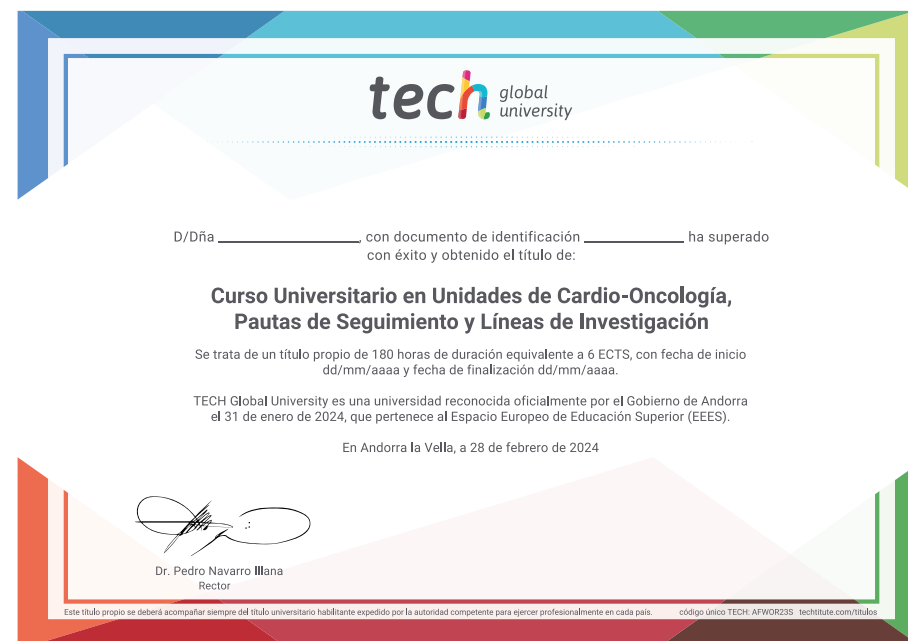 tech global university
D/Dña ____________________, con documento de identificación ______________ ha superado
con éxito y obtenido el título de:
Curso Universitario en Unidades de Cardio-Oncología,
Pautas de Seguimiento y Líneas de Investigación
Se trata de un título propio de 180 horas de duración equivalente a 6 ECTS, con fecha de inicio
dd/mm/aaaa y fecha de finalización dd/mm/aaaa.
TECH Global University es una universidad reconocida oficialmente por el Gobierno de Andorra
el 31 de enero de 2024, que pertenece al Espacio Europeo de Educación Superior (EEES).
En Andorra la Vella, a 28 de febrero de 2024
Dr. Pedro Navarro Illana
Rector
Este título propio se deberá acompañar siempre del título universitario habilitante expedido por la autoridad competente para ejercer profesionalmente en cada país. código único TECH: AFWOR23S techtitute.com/titulos